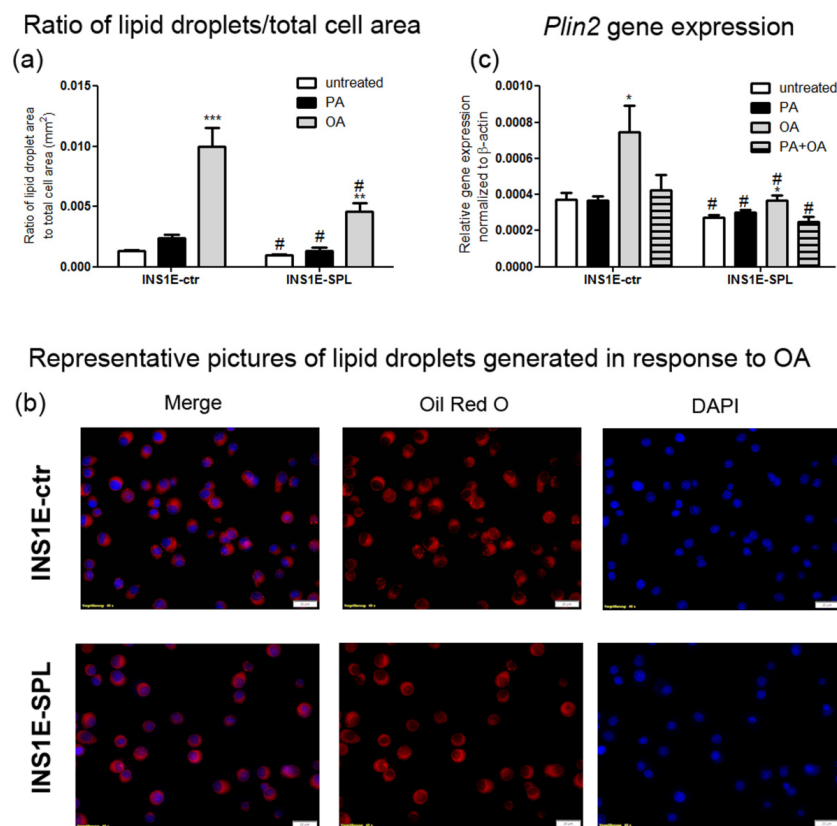 Ratio of lipid droplets/total cell area
Plin2 gene expression
(a)
Ratio of lipid droplet area
to total cell area (mm²)
0.015
0.010
0.005
0.000
untreated
PA
OA
***
#
#
#
**
INS1E-ctr
INS1E-SPL
(c)
Relative gene expression
normalized to β-actin
0.0010
0.0008
0.0006
0.0004
0.0002
0.0000
untreated
PA
OA
PA+OA
*
#
#
#
*
#
INS1E-ctr
INS1E-SPL
Representative pictures of lipid droplets generated in response to OA
(b)
Merge
Oil Red O
DAPI
INS1E-ctr
INS1E-SPL